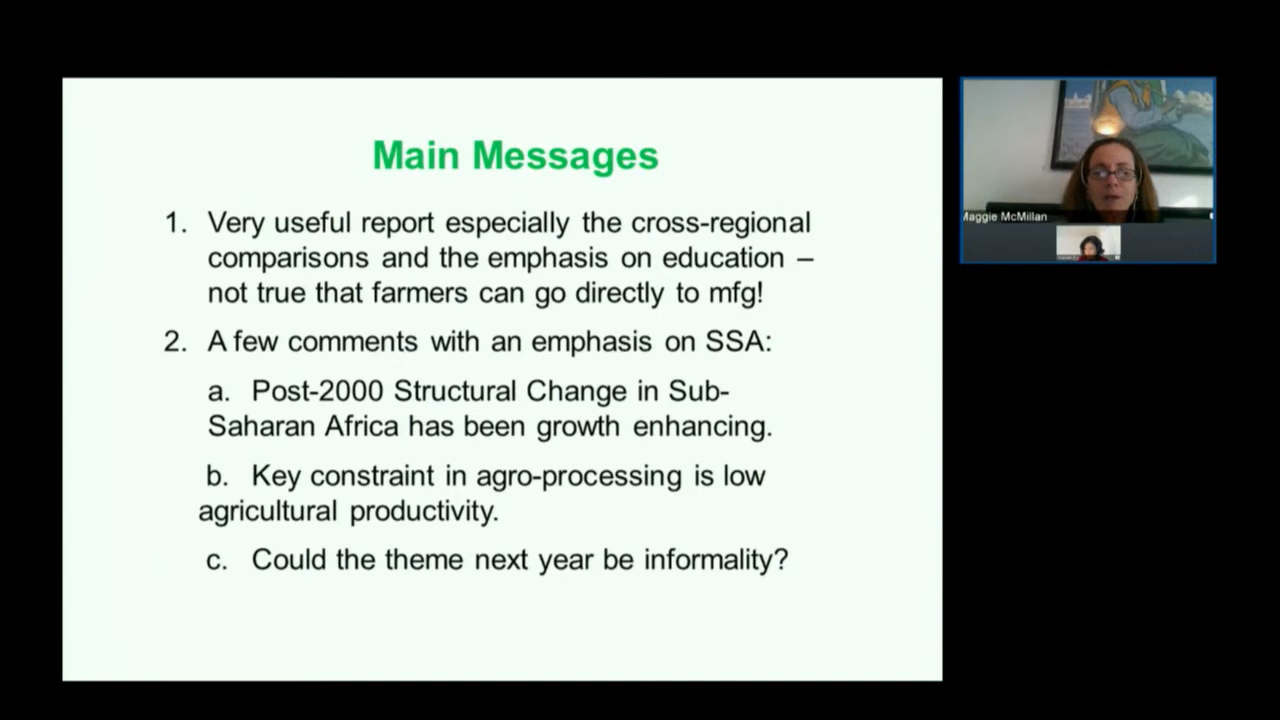 Main Messages
1. Very useful report especially the cross-regional
comparisons and the emphasis on education –
not true that farmers can go directly to mfg!
2. A few comments with an emphasis on SSA:
a. Post-2000 Structural Change in Sub-
Saharan Africa has been growth enhancing.
b. Key constraint in agro-processing is low
agricultural productivity.
c. Could the theme next year be informality?
Maggie McMillan